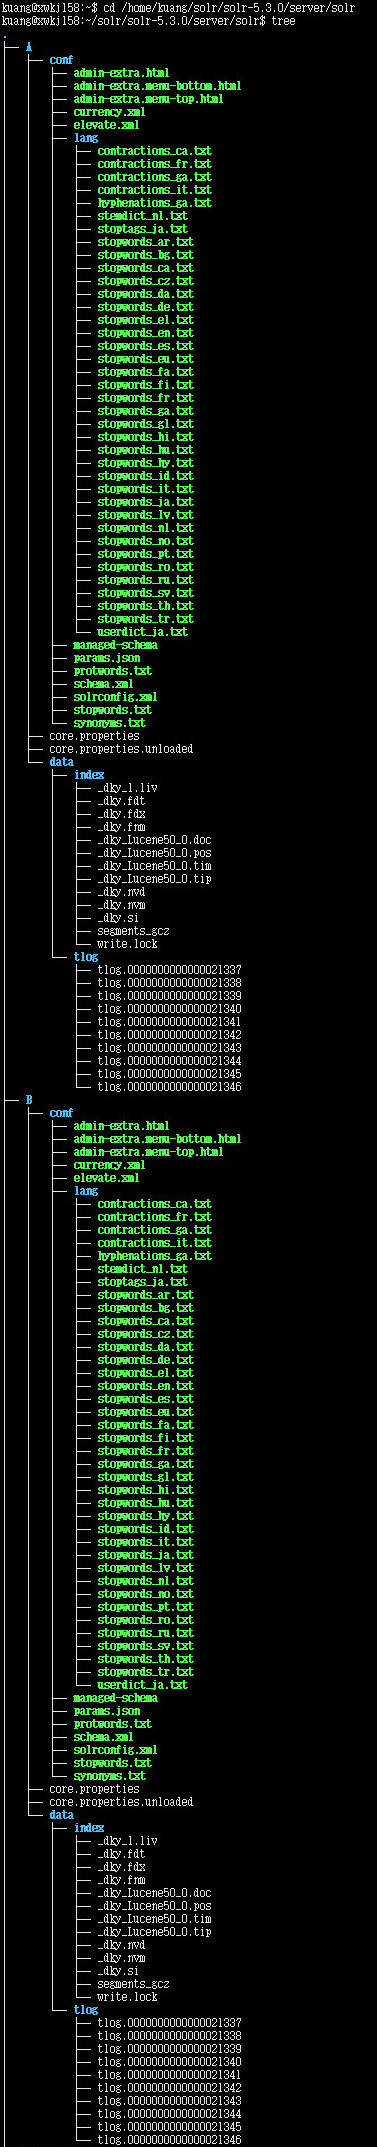 kuang@xwkjl58:~$ cd /home/kuang/solr/solr-5.3.0/server/solr
kuang@xwkjl58:~/solr/solr-5.3.0/server/solr$ tree
.
├── A
│   ├── conf
│   │   ├── admin-extra.html
│   │   ├── admin-extra.menu-bottom.html
│   │   ├── admin-extra.menu-top.html
│   │   ├── currency.xml
│   │   ├── elevate.xml
│   │   ├── lang
│   │   │   ├── contractions_ca.txt
│   │   │   ├── contractions_fr.txt
│   │   │   ├── contractions_ga.txt
│   │   │   ├── contractions_it.txt
│   │   │   ├── hyphenations_ga.txt
│   │   │   ├── stemdict_nl.txt
│   │   │   ├── stoptags_ja.txt
│   │   │   ├── stopwords_ar.txt
│   │   │   ├── stopwords_bg.txt
│   │   │   ├── stopwords_ca.txt
│   │   │   ├── stopwords_cz.txt
│   │   │   ├── stopwords_da.txt
│   │   │   ├── stopwords_de.txt
│   │   │   ├── stopwords_el.txt
│   │   │   ├── stopwords_en.txt
│   │   │   ├── stopwords_es.txt
│   │   │   ├── stopwords_eu.txt
│   │   │   ├── stopwords_fa.txt
│   │   │   ├── stopwords_fi.txt
│   │   │   ├── stopwords_fr.txt
│   │   │   ├── stopwords_ga.txt
│   │   │   ├── stopwords_gl.txt
│   │   │   ├── stopwords_hi.txt
│   │   │   ├── stopwords_hu.txt
│   │   │   ├── stopwords_hy.txt
│   │   │   ├── stopwords_id.txt
│   │   │   ├── stopwords_it.txt
│   │   │   ├── stopwords_ja.txt
│   │   │   ├── stopwords_lv.txt
│   │   │   ├── stopwords_nl.txt
│   │   │   ├── stopwords_no.txt
│   │   │   ├── stopwords_pt.txt
│   │   │   ├── stopwords_ro.txt
│   │   │   ├── stopwords_ru.txt
│   │   │   ├── stopwords_sv.txt
│   │   │   ├── stopwords_th.txt
│   │   │   ├── stopwords_tr.txt
│   │   │   └── userdict_ja.txt
│   │   ├── managed-schema
│   │   ├── params.json
│   │   ├── protwords.txt
│   │   ├── schema.xml
│   │   ├── solrconfig.xml
│   │   ├── stopwords.txt
│   │   └── synonyms.txt
│   ├── core.properties
│   ├── core.properties.unloaded
│   └── data
│       ├── index
│       │   ├── _dky_1.liv
│       │   ├── _dky.fdt
│       │   ├── _dky.fdx
│       │   ├── _dky.fnm
│       │   ├── _dky_Lucene50_0.doc
│       │   ├── _dky_Lucene50_0.pos
│       │   ├── _dky_Lucene50_0.tim
│       │   ├── _dky_Lucene50_0.tip
│       │   ├── _dky.nvd
│       │   ├── _dky.nvm
│       │   ├── _dky.si
│       │   ├── segments_gcz
│       │   └── write.lock
│       └── tlog
│           ├── tlog.0000000000000021337
│           ├── tlog.0000000000000021338
│           ├── tlog.0000000000000021339
│           ├── tlog.0000000000000021340
│           ├── tlog.0000000000000021341
│           ├── tlog.0000000000000021342
│           ├── tlog.0000000000000021343
│           ├── tlog.0000000000000021344
│           ├── tlog.0000000000000021345
│           └── tlog.0000000000000021346
├── B
│   ├── conf
│   │   ├── admin-extra.html
│   │   ├── admin-extra.menu-bottom.html
│   │   ├── admin-extra.menu-top.html
│   │   ├── currency.xml
│   │   ├── elevate.xml
│   │   ├── lang
│   │   │   ├── contractions_ca.txt
│   │   │   ├── contractions_fr.txt
│   │   │   ├── contractions_ga.txt
│   │   │   ├── contractions_it.txt
│   │   │   ├── hyphenations_ga.txt
│   │   │   ├── stemdict_nl.txt
│   │   │   ├── stoptags_ja.txt
│   │   │   ├── stopwords_ar.txt
│   │   │   ├── stopwords_bg.txt
│   │   │   ├── stopwords_ca.txt
│   │   │   ├── stopwords_cz.txt
│   │   │   ├── stopwords_da.txt
│   │   │   ├── stopwords_de.txt
│   │   │   ├── stopwords_el.txt
│   │   │   ├── stopwords_en.txt
│   │   │   ├── stopwords_es.txt
│   │   │   ├── stopwords_eu.txt
│   │   │   ├── stopwords_fa.txt
│   │   │   ├── stopwords_fi.txt
│   │   │   ├── stopwords_fr.txt
│   │   │   ├── stopwords_ga.txt
│   │   │   ├── stopwords_gl.txt
│   │   │   ├── stopwords_hi.txt
│   │   │   ├── stopwords_hu.txt
│   │   │   ├── stopwords_hy.txt
│   │   │   ├── stopwords_id.txt
│   │   │   ├── stopwords_it.txt
│   │   │   ├── stopwords_ja.txt
│   │   │   ├── stopwords_lv.txt
│   │   │   ├── stopwords_nl.txt
│   │   │   ├── stopwords_no.txt
│   │   │   ├── stopwords_pt.txt
│   │   │   ├── stopwords_ro.txt
│   │   │   ├── stopwords_ru.txt
│   │   │   ├── stopwords_sv.txt
│   │   │   ├── stopwords_th.txt
│   │   │   ├── stopwords_tr.txt
│   │   │   └── userdict_ja.txt
│   │   ├── managed-schema
│   │   ├── params.json
│   │   ├── protwords.txt
│   │   ├── schema.xml
│   │   ├── solrconfig.xml
│   │   ├── stopwords.txt
│   │   └── synonyms.txt
│   ├── core.properties
│   ├── core.properties.unloaded
│   └── data
│       ├── index
│       │   ├── _dky_1.liv
│       │   ├── _dky.fdt
│       │   ├── _dky.fdx
│       │   ├── _dky.fnm
│       │   ├── _dky_Lucene50_0.doc
│       │   ├── _dky_Lucene50_0.pos
│       │   ├── _dky_Lucene50_0.tim
│       │   ├── _dky_Lucene50_0.tip
│       │   ├── _dky.nvd
│       │   ├── _dky.nvm
│       │   ├── _dky.si
│       │   ├── segments_gcz
│       │   └── write.lock
│       └── tlog
│           ├── tlog.0000000000000021337
│           ├── tlog.0000000000000021338
│           ├── tlog.0000000000000021339
│           ├── tlog.0000000000000021340
│           ├── tlog.0000000000000021341
│           ├── tlog.0000000000000021342
│           ├── tlog.0000000000000021343
│           ├── tlog.0000000000000021344
│           ├── tlog.0000000000000021345
│           └── tlog.0000000000000021346